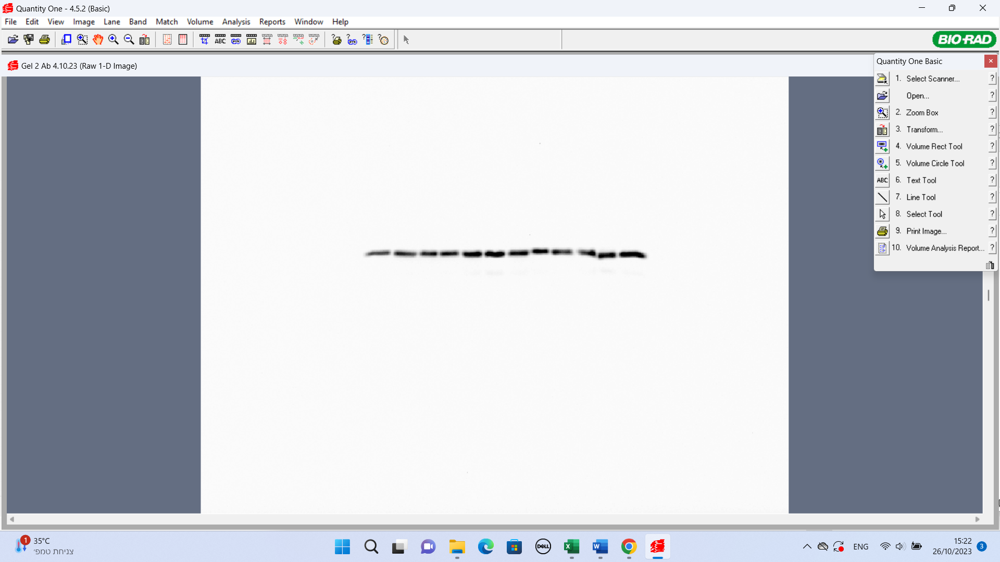 Quantity One - 4.5.2 (Basic)
File Edit View Image Lane Band Match Volume Analysis Reports Window Help
ABC
BIO-RAD
Gel 2 Ab 4.10.23 (Raw 1-D Image)
Quantity One Basic
1. Select Scanner... ?
Open... ?
2. Zoom Box ?
3. Transform... ?
4. Volume Rect Tool ?
5. Volume Circle Tool ?
ABC 6. Text Tool ?
7. Line Tool ?
8. Select Tool ?
9. Print Image... ?
10. Volume Analysis Report... ?
1 35°C
צניחת טמפ'
DELL
ENG
15:22
26/10/2023
3